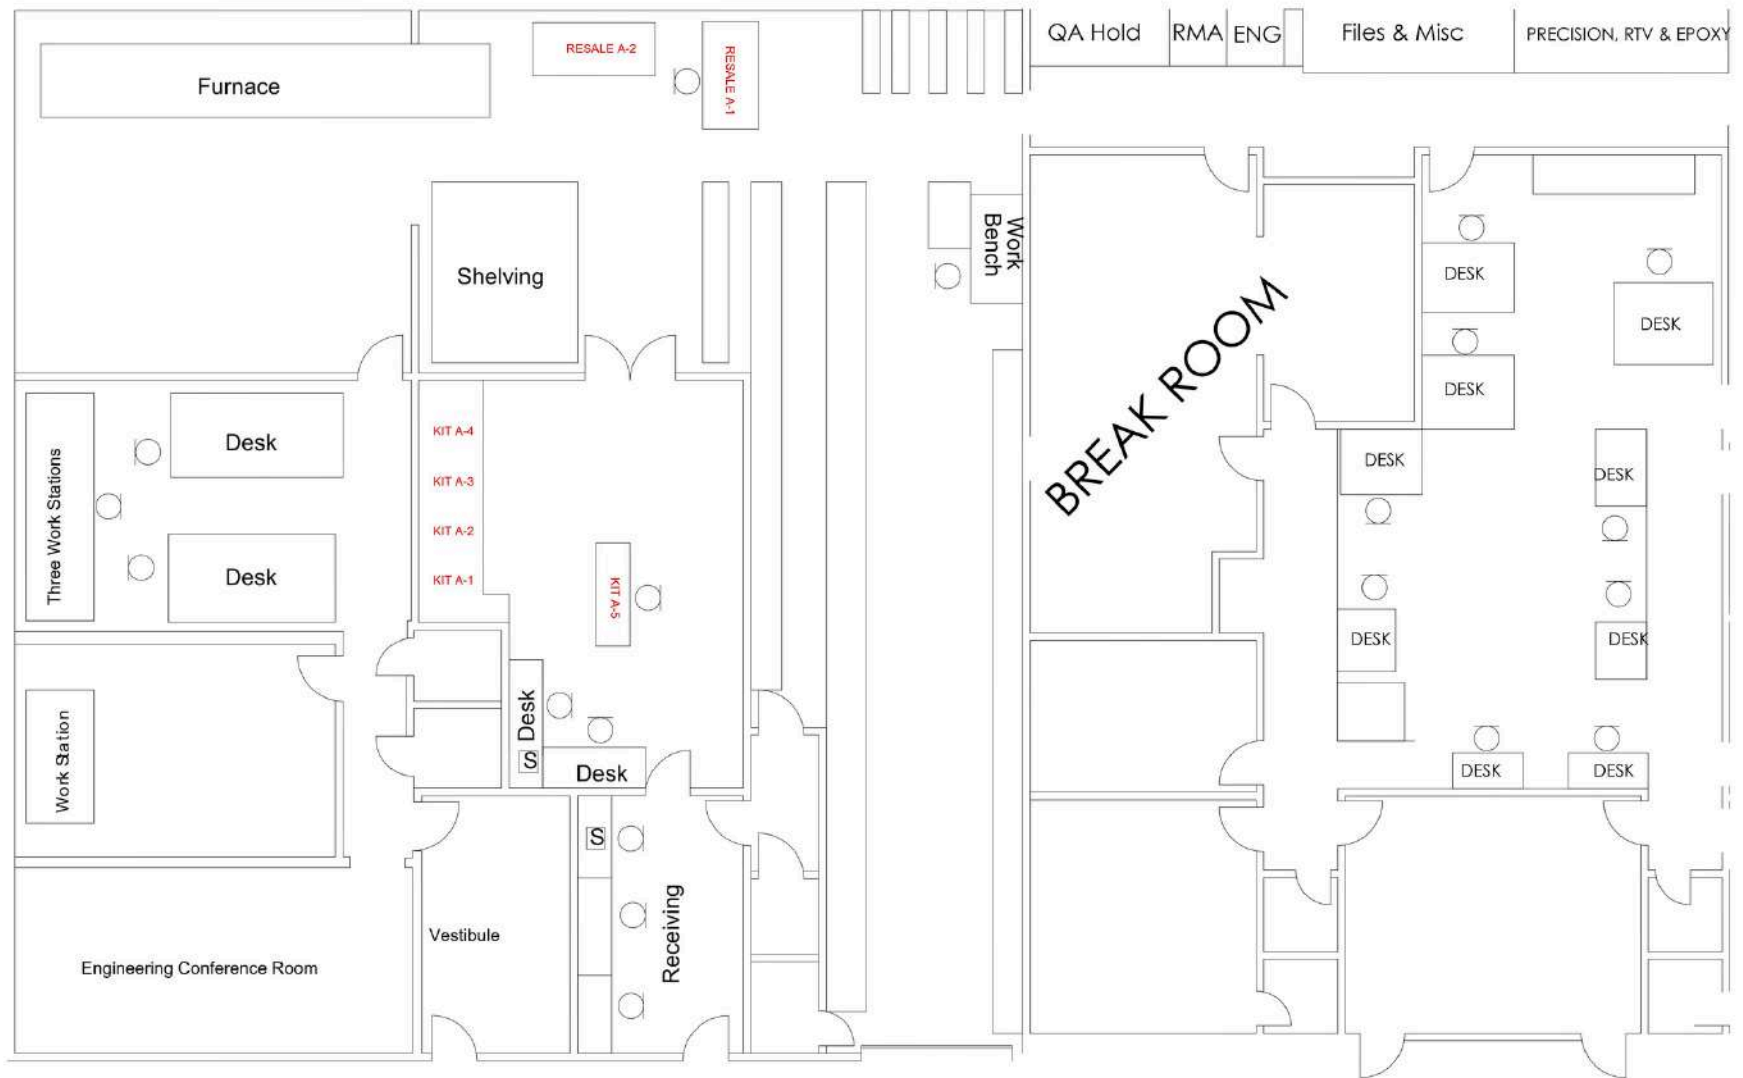 RESALE A-2
RESALE A-1
QA Hold
RMA
ENG
Files & Misc
PRECISION, RTV & EPOXY
Furnace
Shelving
Work
Bench
DESK
DESK
DESK
BREAK ROOM
Three Work Stations
Desk
Desk
KIT A-4
KIT A-3
KIT A-2
KIT A-1
KIT A-5
DESK
DESK
DESK
DESK
Work Station
Desk
S
Desk
DESK
DESK
S
Receiving
Vestibule
Engineering Conference Room